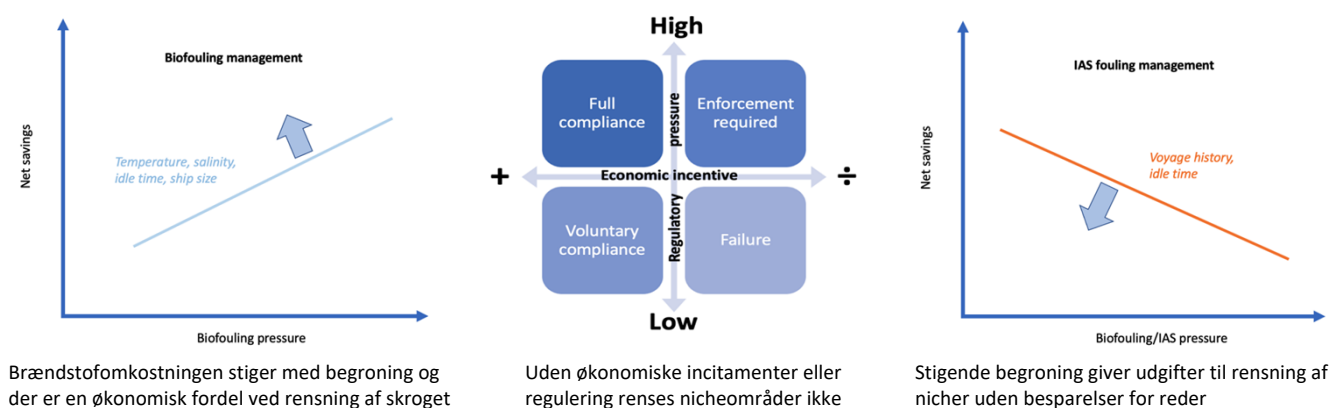 Biofouling management
Net savings
Temperature, salinity,
idle time, ship size
Biofouling pressure
Brændstofomkostningen stiger med begroning og
der er en økonomisk fordel ved rensning af skroget
High
Full
compliance
pressure
Enforcement
required
+
Economic incentive
÷
Voluntary
compliance
Regulatory
Failure
Low
Uden økonomiske incitamenter eller
regulering renses nicheområder ikke
IAS fouling management
Net savings
Voyage history,
idle time
Biofouling/IAS pressure
Stigende begroning giver udgifter til rensning af
nicher uden besparelser for reder